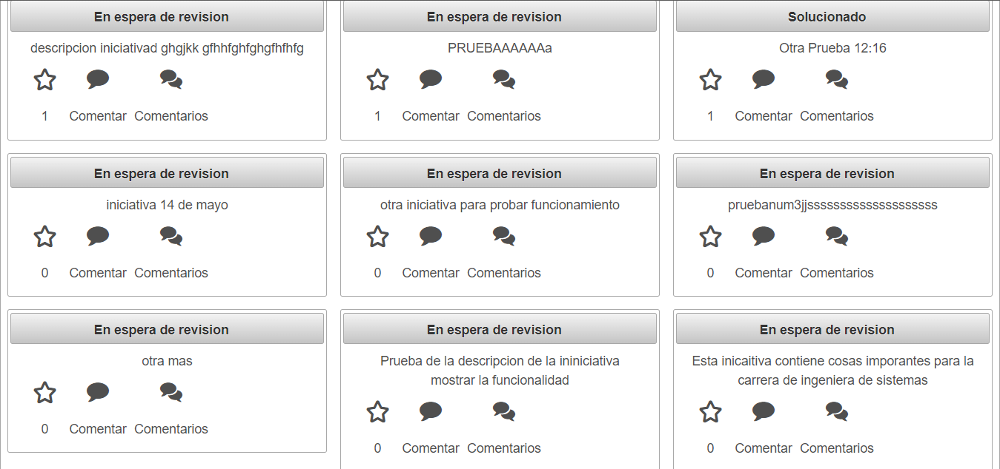 En espera de revision
descripcion iniciativad ghgjkk gfhhfghfghgfhfhfg
1 Comentar Comentarios
En espera de revision
PRUEBAAAAAAa
1 Comentar Comentarios
Solucionado
Otra Prueba 12:16
1 Comentar Comentarios
En espera de revision
iniciativa 14 de mayo
0 Comentar Comentarios
En espera de revision
otra iniciativa para probar funcionamiento
0 Comentar Comentarios
En espera de revision
pruebanum3jjssssssssssssssssssss
0 Comentar Comentarios
En espera de revision
otra mas
0 Comentar Comentarios
En espera de revision
Prueba de la descripcion de la ininiciativa
mostrar la funcionalidad
0 Comentar Comentarios
En espera de revision
Esta inicaitiva contiene cosas imporantes para la
carrera de ingeniera de sistemas
0 Comentar Comentarios